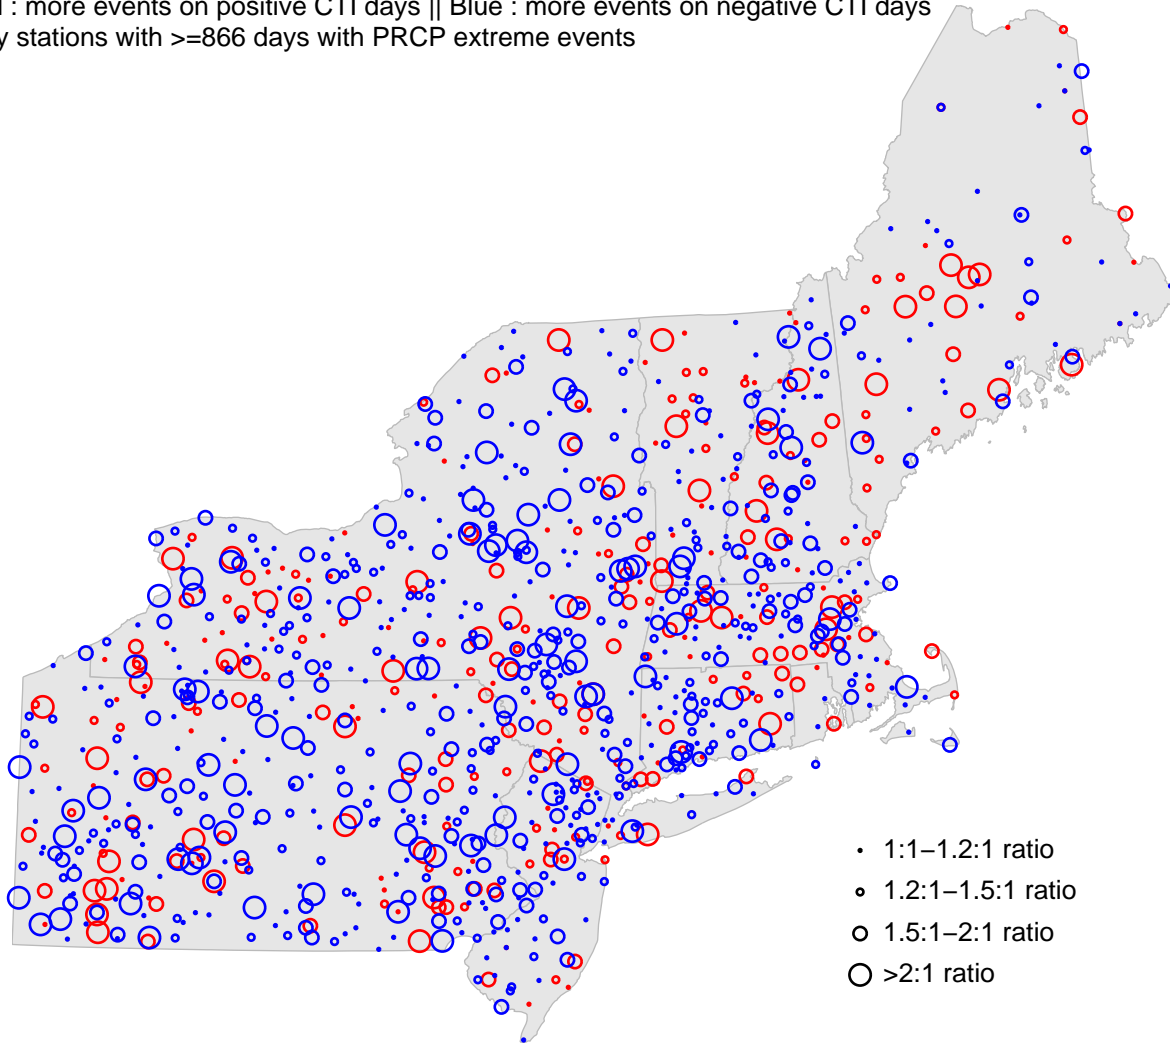 : more events on positive CTI days || Blue : more events on negative CTI days
stations with >=866 days with PRCP extreme events
1:1–1.2:1 ratio
1.2:1–1.5:1 ratio
1.5:1–2:1 ratio
>2:1 ratio